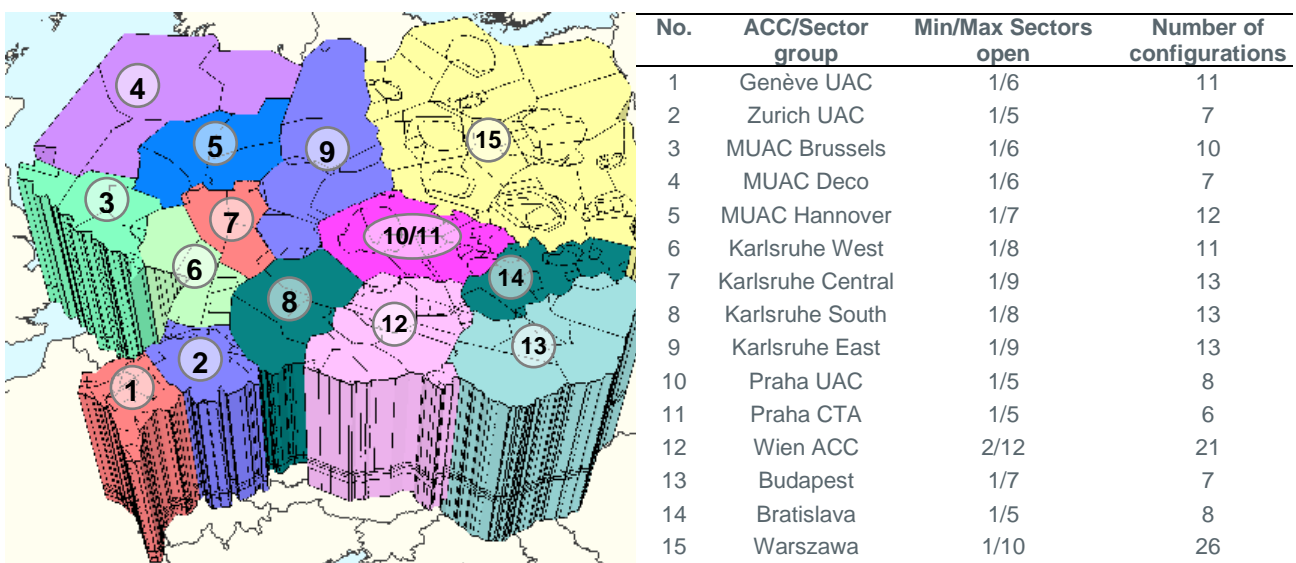 4
5
9
15
3
7
10/11
6
14
8
12
13
2
1
No. ACC/Sector group Min/Max Sectors open Number of configurations
1 Genève UAC 1/6 11
2 Zurich UAC 1/5 7
3 MUAC Brussels 1/6 10
4 MUAC Deco 1/6 7
5 MUAC Hannover 1/7 12
6 Karlsruhe West 1/8 11
7 Karlsruhe Central 1/9 13
8 Karlsruhe South 1/8 13
9 Karlsruhe East 1/9 13
10 Praha UAC 1/5 8
11 Praha CTA 1/5 6
12 Wien ACC 2/12 21
13 Budapest 1/7 7
14 Bratislava 1/5 8
15 Warszawa 1/10 26